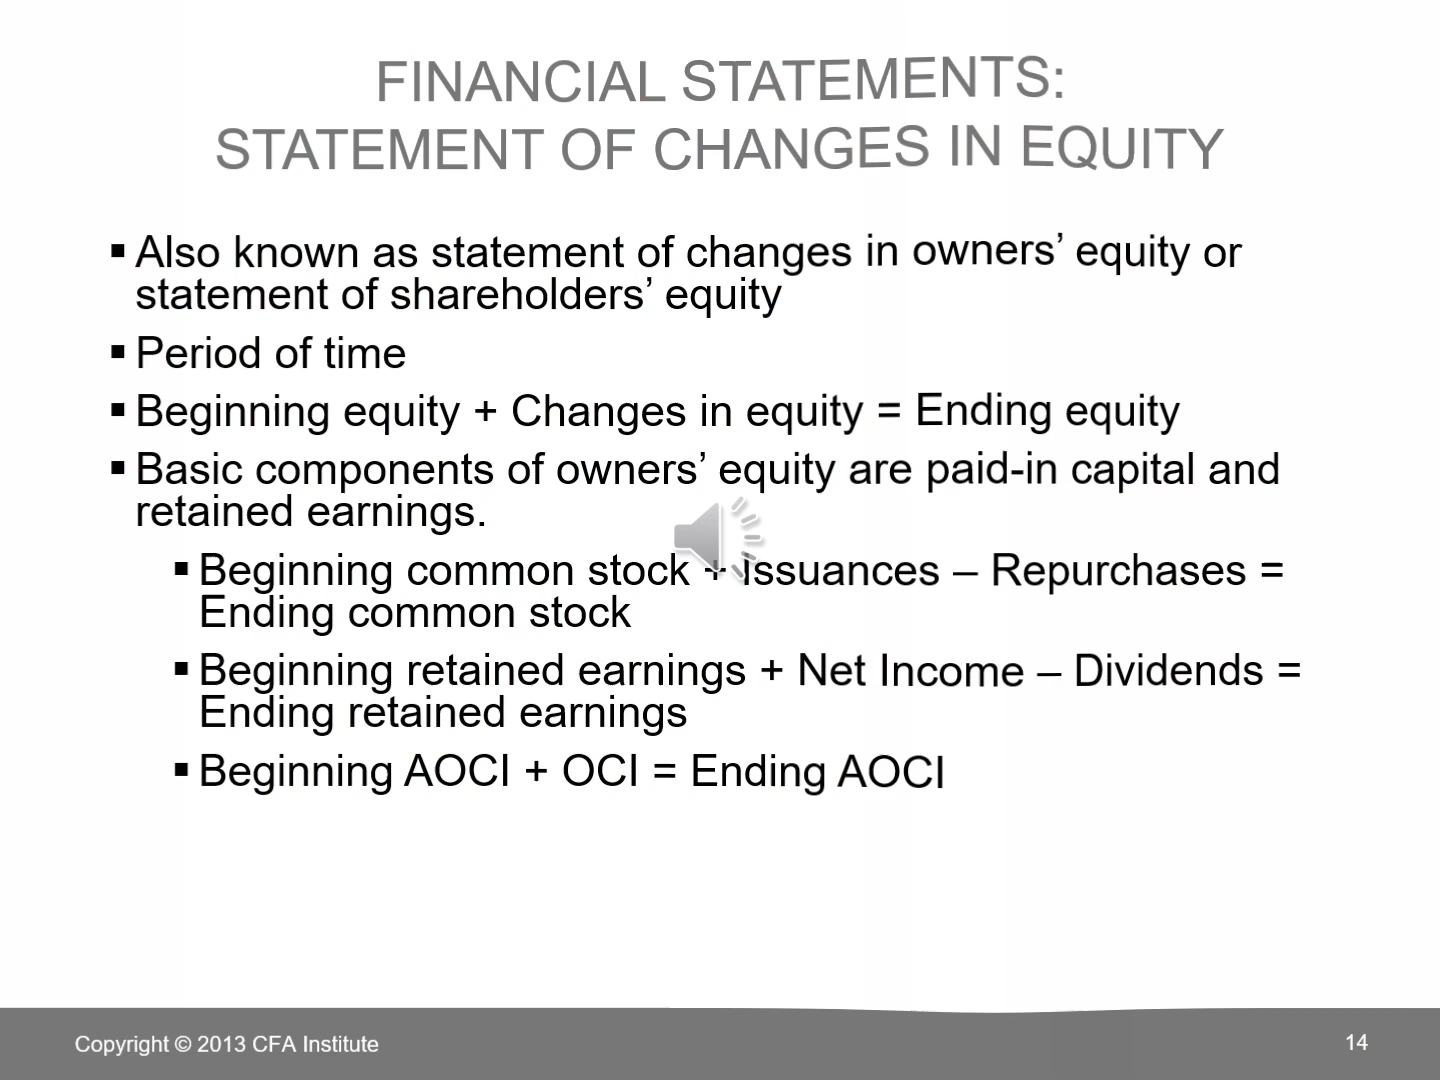 FINANCIAL STATEMENTS:
STATEMENT OF CHANGES IN EQUITY
▪ Also known as statement of changes in owners’ equity or
statement of shareholders’ equity
▪ Period of time
▪ Beginning equity + Changes in equity = Ending equity
▪ Basic components of owners’ equity are paid-in capital and
retained earnings.
▪ Beginning common stock + Issuances – Repurchases =
Ending common stock
▪ Beginning retained earnings + Net Income – Dividends =
Ending retained earnings
▪ Beginning AOCI + OCI = Ending AOCI
Copyright © 2013 CFA Institute
14